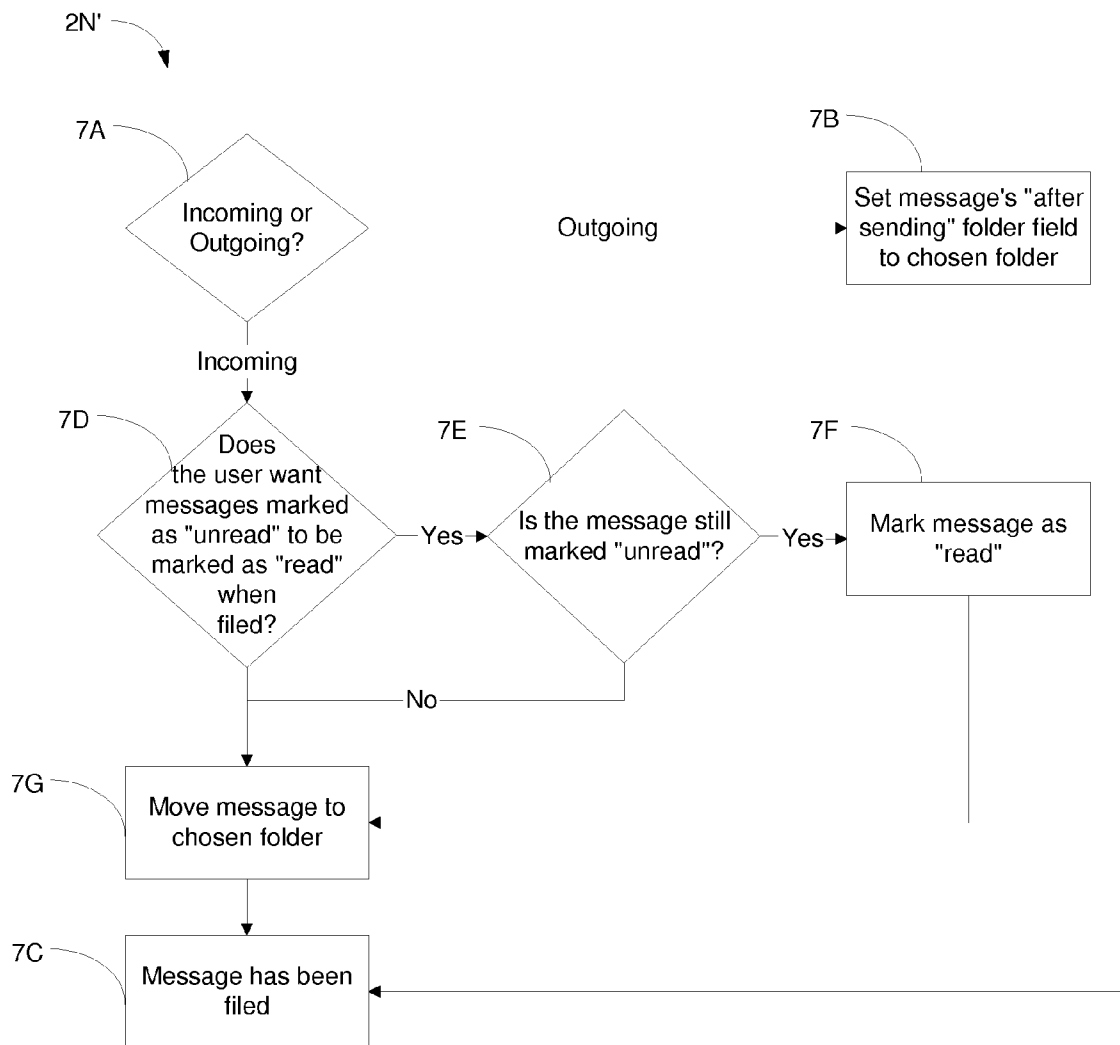 2N'
7A
7B
Incoming or
Outgoing?
Outgoing
Set message's "after
sending" folder field
to chosen folder
Incoming
7D
7E
7F
Does
the user want
messages marked
as "unread" to be
marked as "read"
when
filed?
Yes
Is the message still
marked "unread"?
Yes
Mark message as
"read"
No
7G
Move message to
chosen folder
7C
Message has been
filed